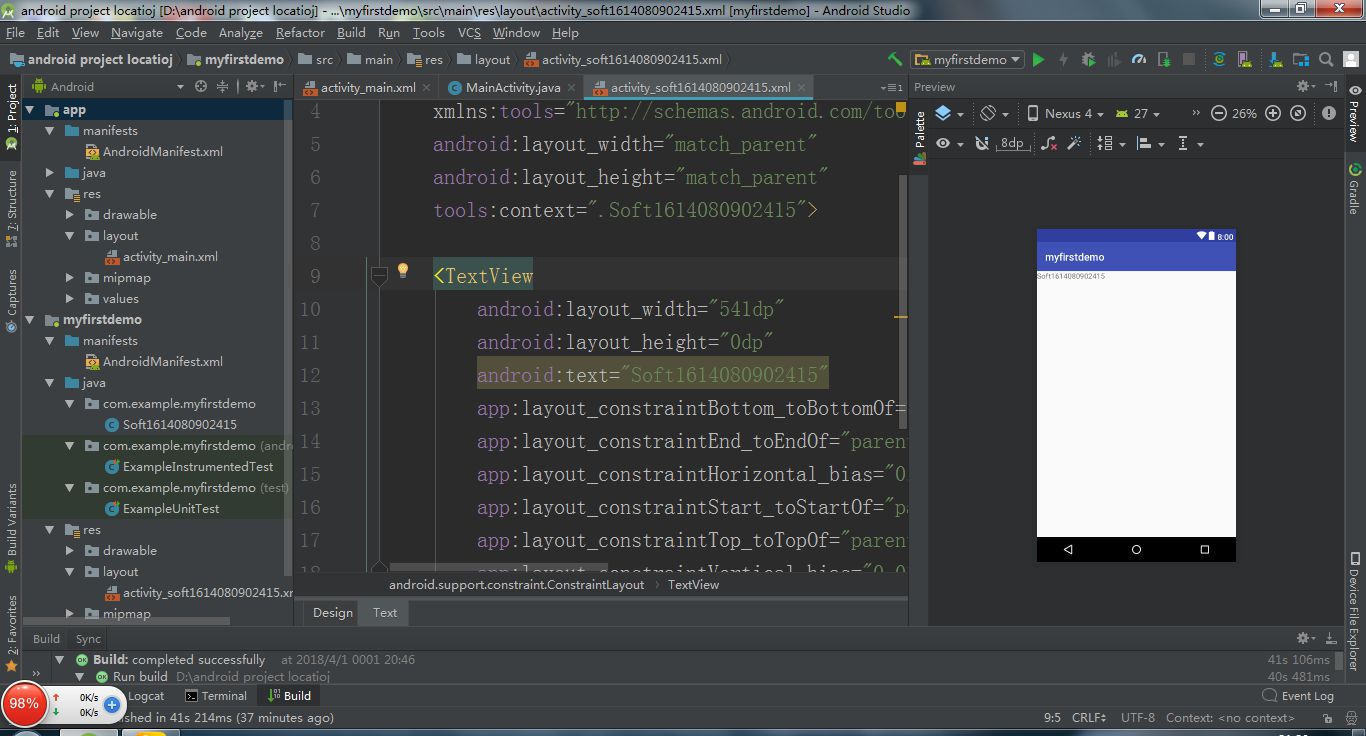 android project locatioj [D:\android project locatioj] - ...\myfirstdemo\src\main\res\layout\activity_soft1614080902415.xml [myfirstdemo] - Android Studio
File Edit View Navigate Code Analyze Refactor Build Run Tools VCS Window Help
android project locatioj myfirstdemo src main res layout activity_soft1614080902415.xml myfirstdemo
1: Project
7: Structure
Captures
Build Variants
2: Favorites
Android
app
manifests
AndroidManifest.xml
java
res
drawable
layout
activity_main.xml
mipmap
values
myfirstdemo
manifests
AndroidManifest.xml
java
com.example.myfirstdemo
Soft1614080902415
com.example.myfirstdemo (andr
ExampleInstrumentedTest
com.example.myfirstdemo (test)
ExampleUnitTest
res
drawable
layout
activity_soft1614080902415.xr
mipmap
activity_main.xml MainActivity.java activity_soft1614080902415.xml
4 xmlns:tools="http://schemas.android.com/too
5 android:layout_width="match_parent"
6 android:layout_height="match_parent"
7 tools:context=".Soft1614080902415">
8
9 <TextView
10 android:layout_width="541dp"
11 android:layout_height="0dp"
12 android:text="Soft1614080902415"
13 app:layout_constraintBottom_toBottomOf=
14 app:layout_constraintEnd_toEndOf="paren
15 app:layout_constraintHorizontal_bias="0
16 app:layout_constraintStart_toStartOf="pa
17 app:layout_constraintTop_toTopOf="paren
18 app:layout_constraintVertical_bias="0.0
android.support.constraint.ConstraintLayout TextView
Design Text
Preview
Palette
Nexus 4 27 26%
8dp
8:00
myfirstdemo
Soft1614080902415
Preview
Gradle
Device File Explorer
Build Sync
Build: completed successfully at 2018/4/1 0001 20:46 41s 106ms
Run build D:\android project locatioj 40s 481ms
98% 0K/s
0K/s
Logcat Terminal Build Event Log
shed in 41s 214ms (37 minutes ago) 9:5 CRLF UTF-8 Context: <no context>